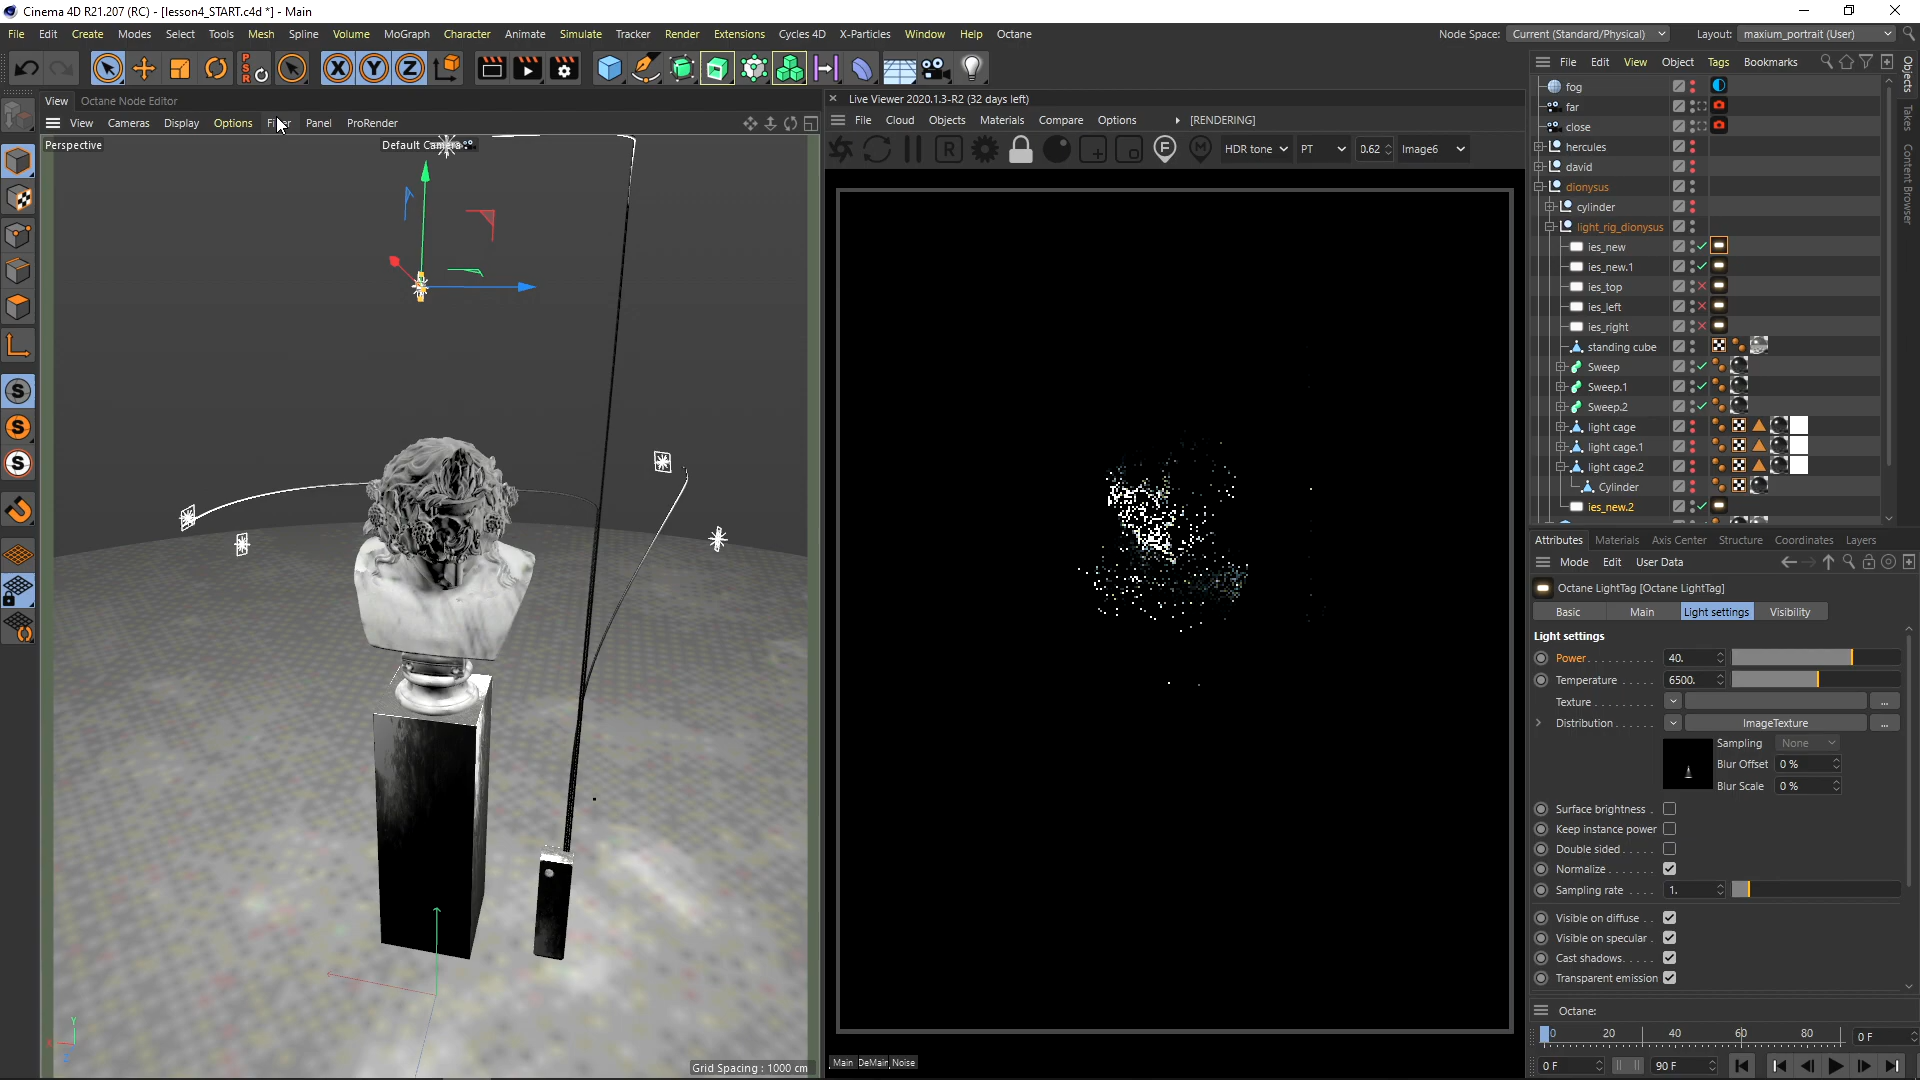 Cinema 4D R21.207 (RC) - [lesson4_START.c4d *] - Main
File Edit Create Modes Select Tools Mesh Spline Volume MoGraph Character Animate Simulate Tracker Render Extensions Cycles 4D X-Particles Window Help Octane Node Space: Current (Standard/Physical) Layout: maxium_portrait (User)
PSR X Y Z File Edit View Object Tags Bookmarks
View Octane Node Editor Live Viewer 2020.1.3-R2 (32 days left)
View Cameras Display Options Panel ProRender File Cloud Objects Materials Compare Options [RENDERING]
Perspective Default Camera R F M HDR tone PT 0.62 Image6
fog
far
close
hercules
david
dionysus
cylinder
light_rig_dionysus
ies_new
ies_new.1
ies_top
ies_left
ies_right
standing cube
Sweep
Sweep.1
Sweep.2
light cage
light cage.1
light cage.2
Cylinder
ies_new.2
Objects
Takes
Content Browser
Attributes Materials Axis Center Structure Coordinates Layers
Mode Edit User Data
Octane LightTag [Octane LightTag]
Basic Main Light settings Visibility
Light settings
Power 40.
Temperature 6500.
Texture ...
Distribution ImageTexture ...
Sampling None
Blur Offset 0 %
Blur Scale 0 %
Surface brightness
Keep instance power
Double sided
Normalize
Sampling rate 1.
Visible on diffuse
Visible on specular
Cast shadows
Transparent emission
Octane:
0 20 40 60 80 0 F
0 F 90 F
Y
X
Z
Grid Spacing : 1000 cm
Main DeMain Noise
S
S
S